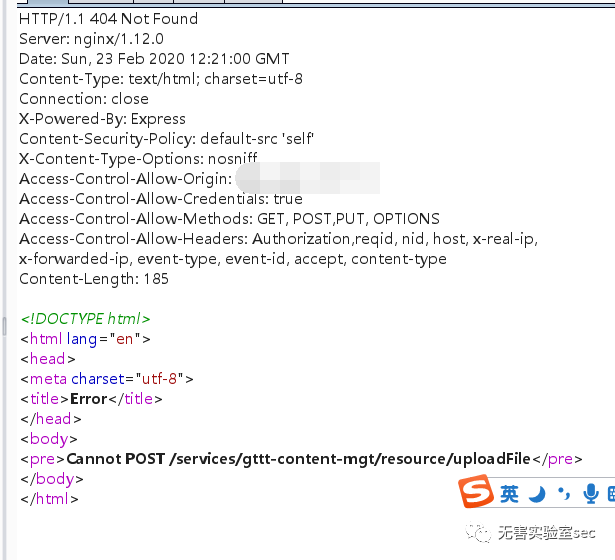 HTTP/1.1 404 Not Found
Server: nginx/1.12.0
Date: Sun, 23 Feb 2020 12:21:00 GMT
Content-Type: text/html; charset=utf-8
Connection: close
X-Powered-By: Express
Content-Security-Policy: default-src 'self'
X-Content-Type-Options: nosniff
Access-Control-Allow-Origin:
Access-Control-Allow-Credentials: true
Access-Control-Allow-Methods: GET, POST,PUT, OPTIONS
Access-Control-Allow-Headers: Authorization,reqid, nid, host, x-real-ip,
x-forwarded-ip, event-type, event-id, accept, content-type
Content-Length: 185
<!DOCTYPE html>
<html lang="en">
<head>
<meta charset="utf-8">
<title>Error</title>
</head>
<body>
<pre>Cannot POST /services/gttt-content-mgt/resource/uploadFile</pre>
</body>
</html>
S 英
无害实验室sec